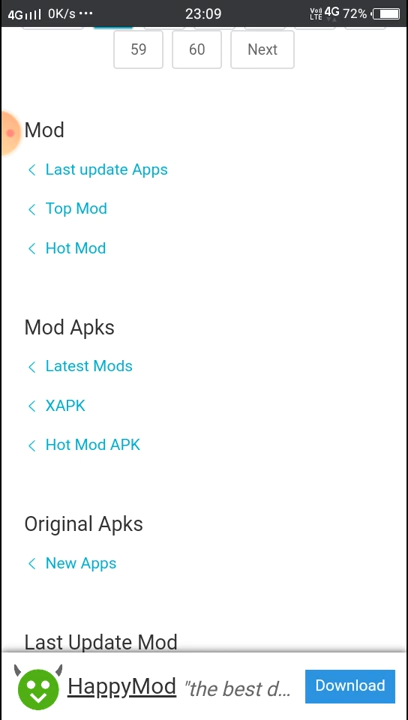 4G 0K/s ••• 23:09 VoLTE 4G 72%
59 60 Next
Mod
Last update Apps
Top Mod
Hot Mod
Mod Apks
Latest Mods
XAPK
Hot Mod APK
Original Apks
New Apps
Last Update Mod
HappyMod "the best d... Download